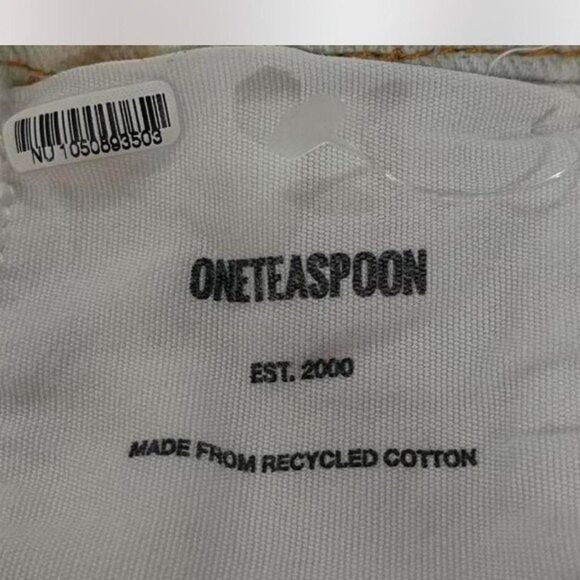 NU 1050893503
ONETEASPOON
EST. 2000
MADE FROM RECYCLED COTTON